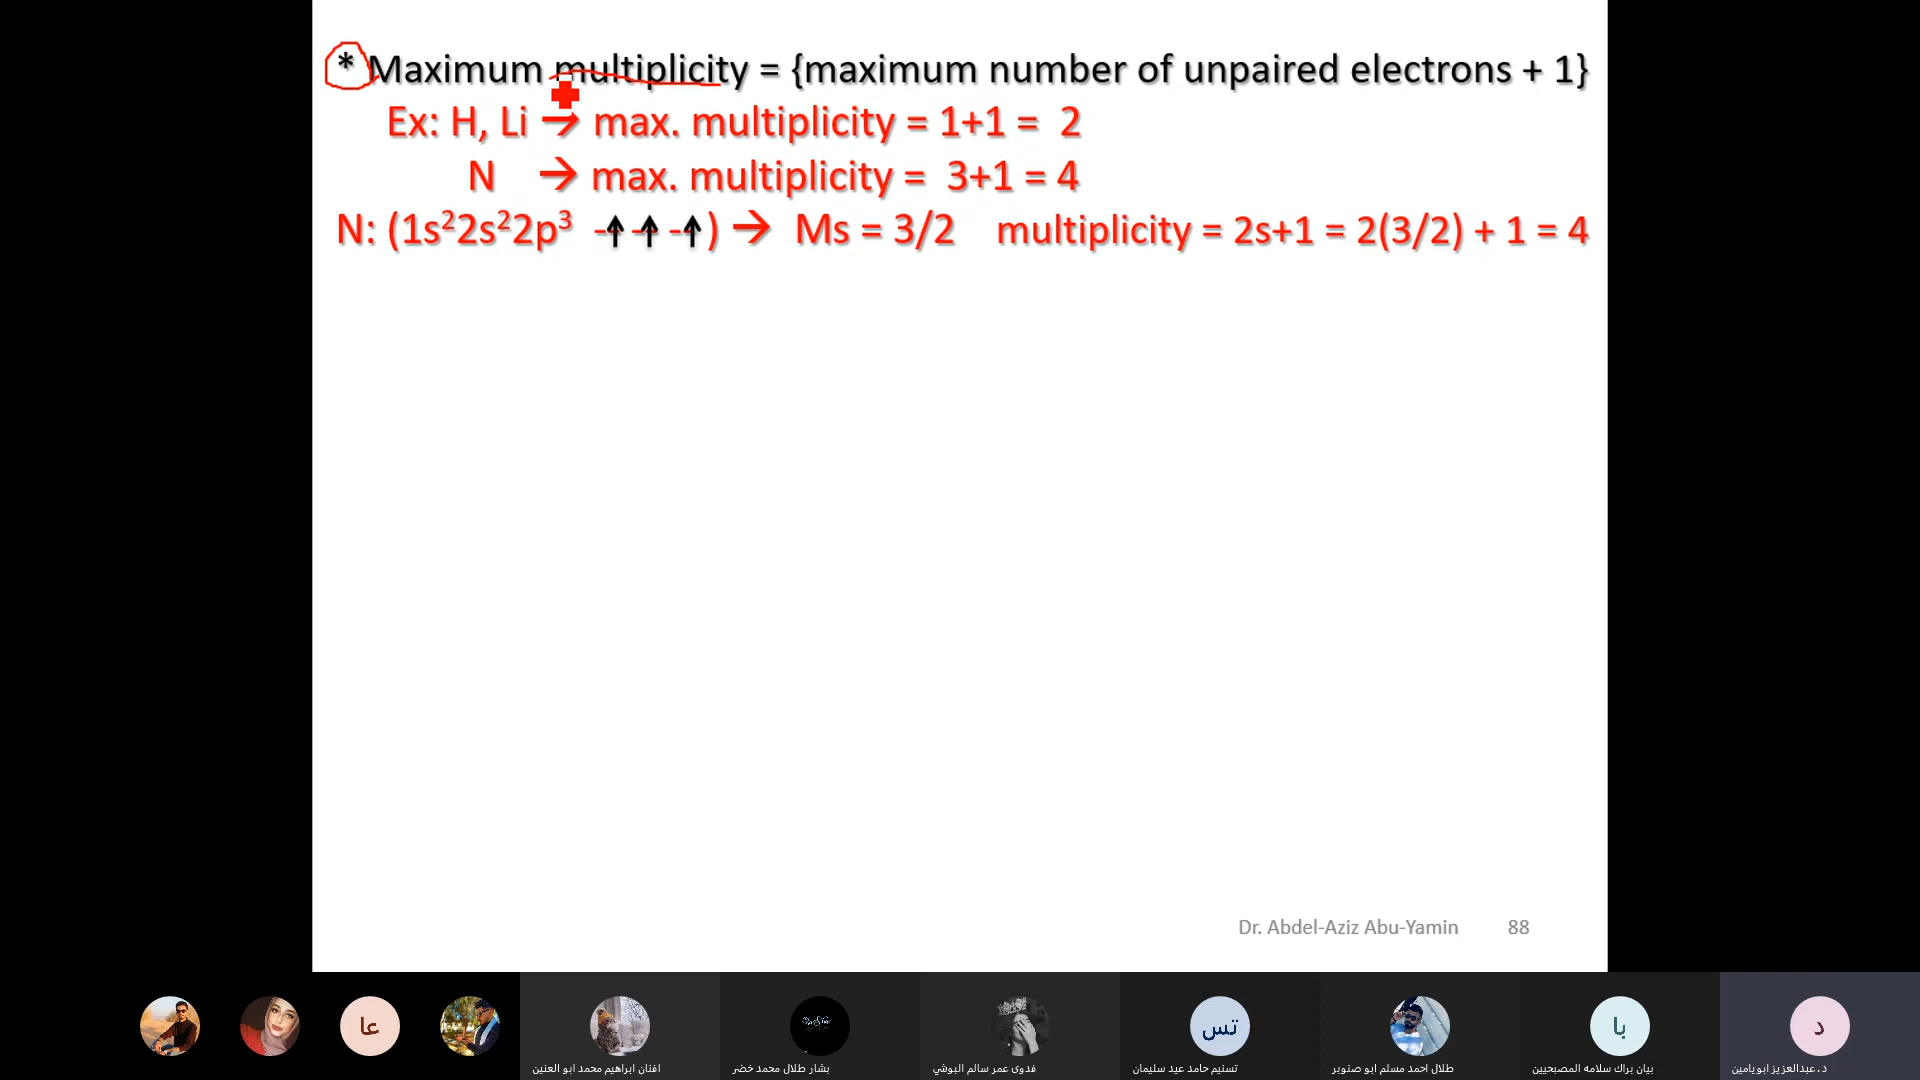 * Maximum multiplicity = {maximum number of unpaired electrons + 1}
Ex: H, Li → max. multiplicity = 1+1 = 2
N → max. multiplicity = 3+1 = 4
N: (1s²2s²2p³ -↑-↑-↑) → Ms = 3/2 multiplicity = 2s+1 = 2(3/2) + 1 = 4
Dr. Abdel-Aziz Abu-Yamin 88
عا
تس
با
د
افنان ابراهيم محمد ابو العنين
بشار طلال محمد خضر
فدوى عمر سالم البوشي
تسنيم حامد عيد سليمان
طلال احمد مسلم ابو صنوبر
بيان براك سلامه المصبحيين
د.عبدالعزيز ابويامين